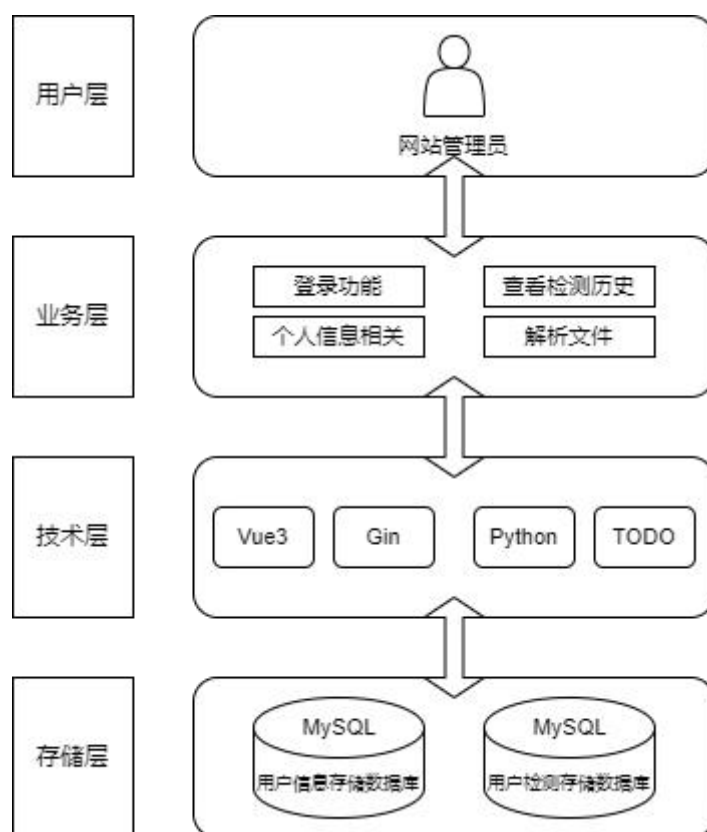 用户层
网站管理员
业务层
登录功能
查看检测历史
个人信息相关
解析文件
技术层
Vue3
Gin
Python
TODO
存储层
MySQL
用户信息存储数据库
MySQL
用户检测存储数据库